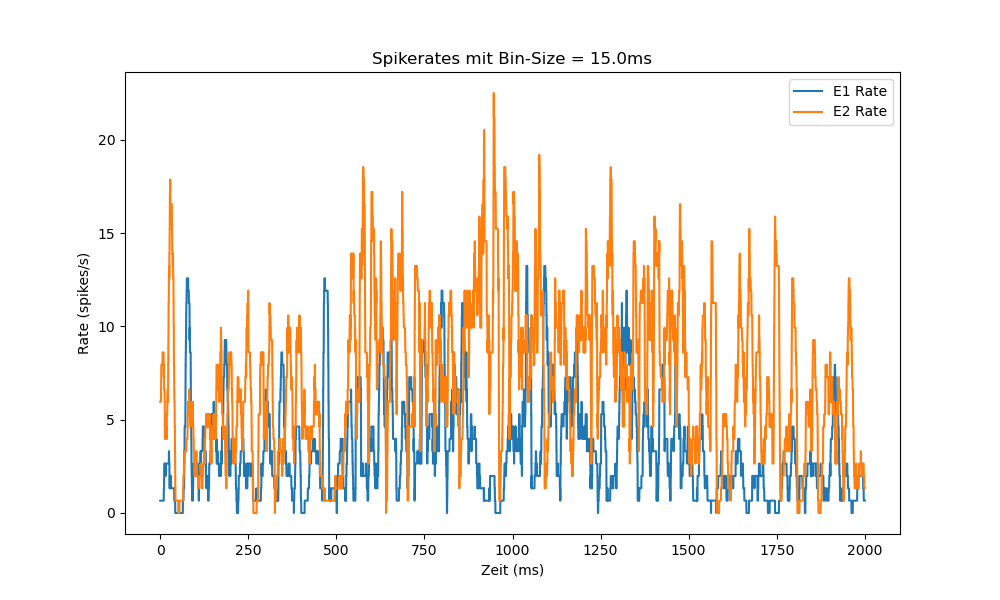 Spikerates mit Bin-Size = 15.0ms
E1 Rate
E2 Rate
Rate (spikes/s)
20
15
10
5
0
0 250 500 750 1000 1250 1500 1750 2000
Zeit (ms)